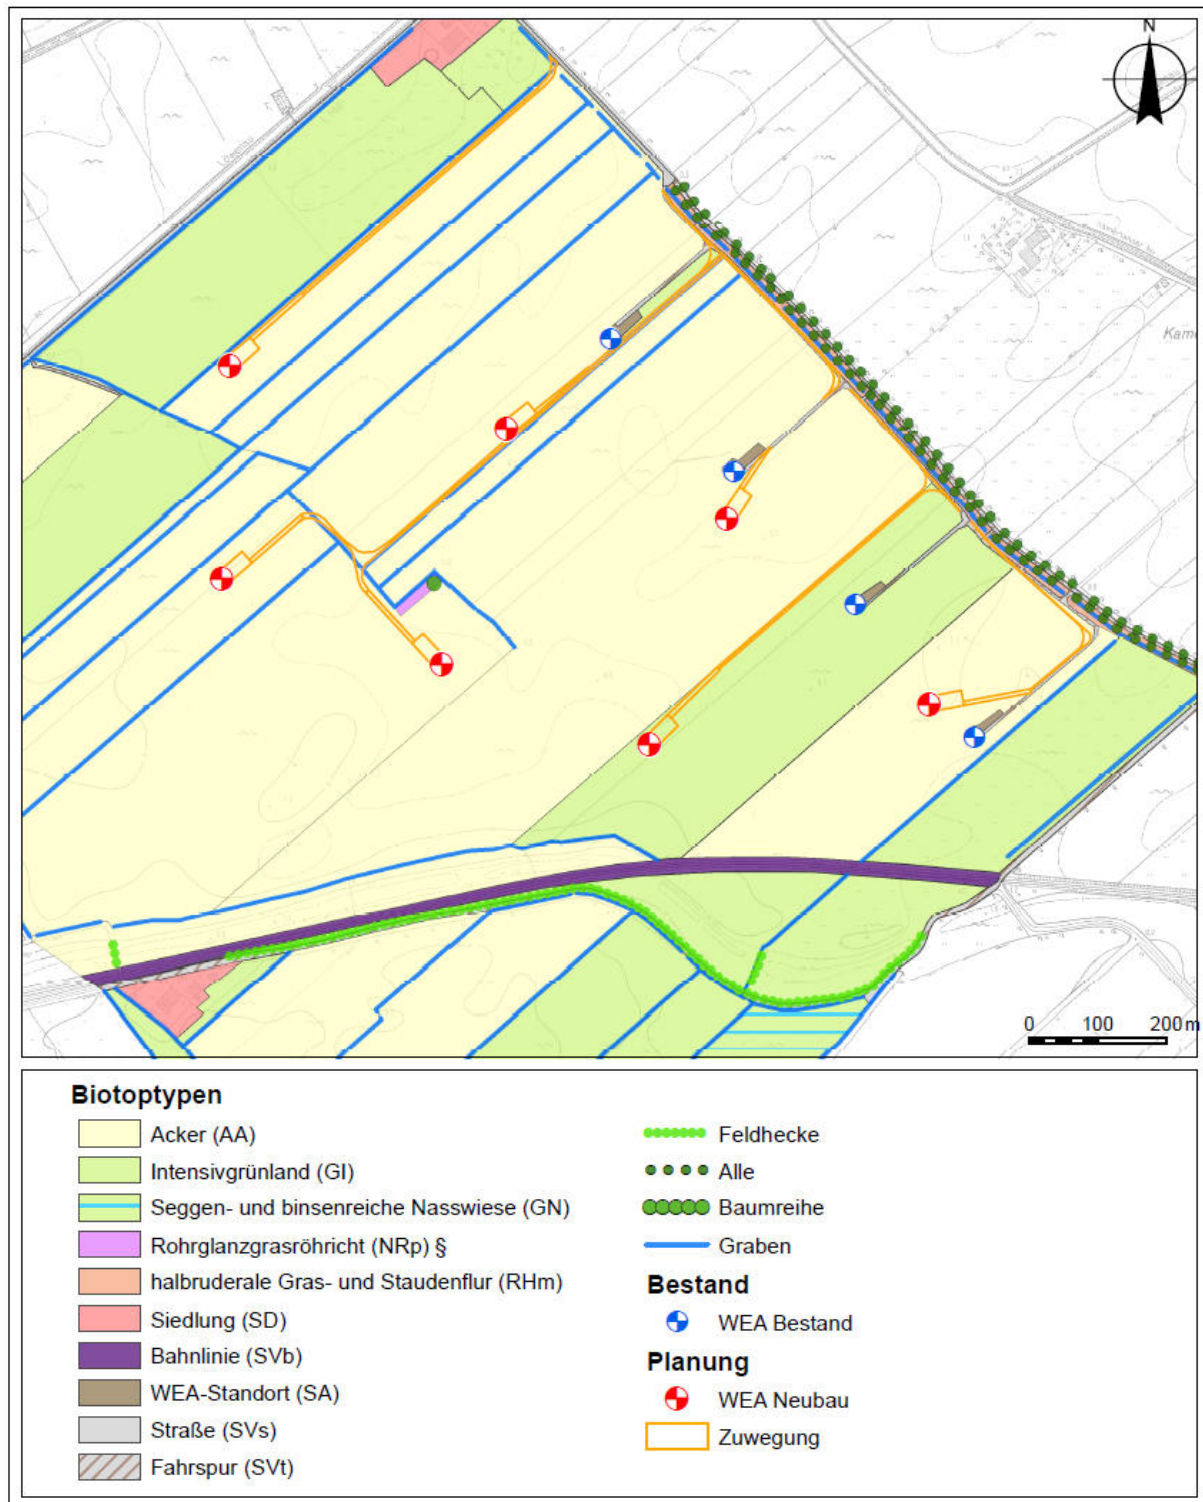 N
Kam
0 100 200 m
Biotoptypen
Acker (AA)
Intensivgrünland (GI)
Seggen- und binsenreiche Nasswiese (GN)
Rohrglanzgrasröhricht (NRp) §
halbruderale Gras- und Staudenflur (RHm)
Siedlung (SD)
Bahnlinie (SVb)
WEA-Standort (SA)
Straße (SVs)
Fahrspur (SVt)
Feldhecke
Alle
Baumreihe
Graben
Bestand
WEA Bestand
Planung
WEA Neubau
Zuwegung